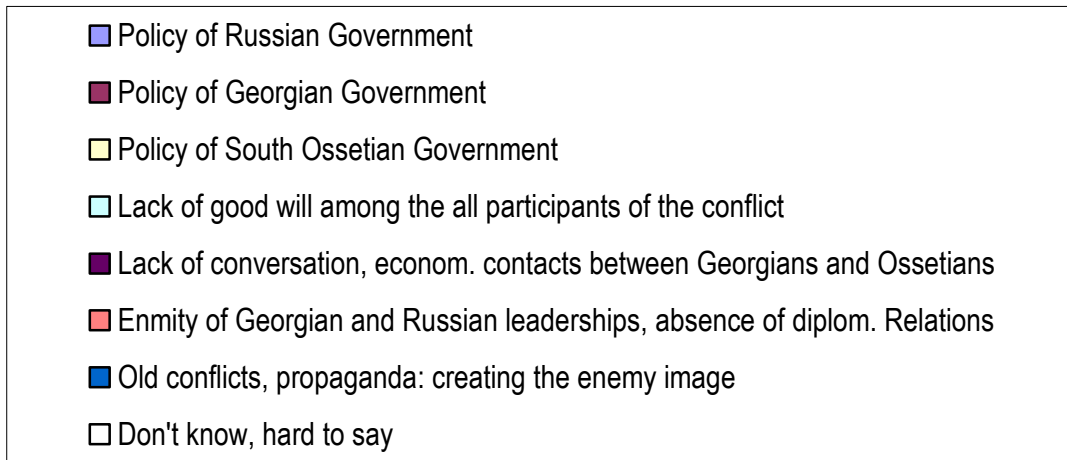 Policy of Russian Government
Policy of Georgian Government
Policy of South Ossetian Government
Lack of good will among the all participants of the conflict
Lack of conversation, econom. contacts between Georgians and Ossetians
Enmity of Georgian and Russian leaderships, absence of diplom. Relations
Old conflicts, propaganda: creating the enemy image
Don't know, hard to say